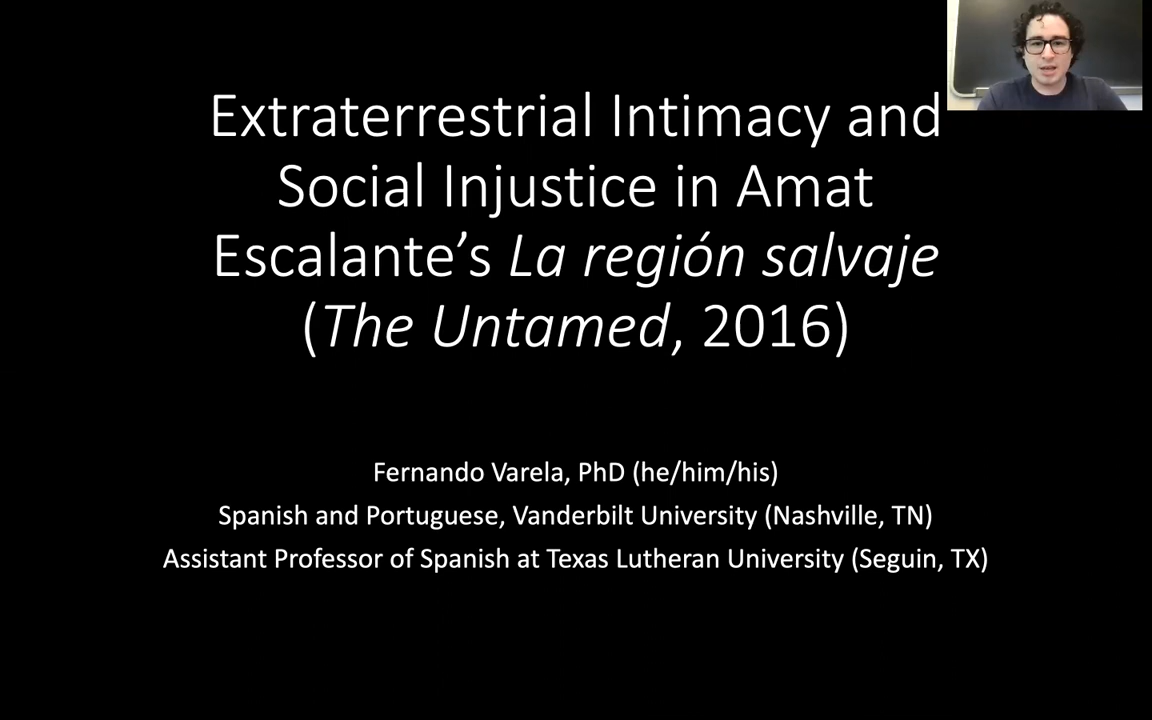 Extraterrestrial Intimacy and
Social Injustice in Amat
Escalante’s La región salvaje
(The Untamed, 2016)
Fernando Varela, PhD (he/him/his)
Spanish and Portuguese, Vanderbilt University (Nashville, TN)
Assistant Professor of Spanish at Texas Lutheran University (Seguin, TX)